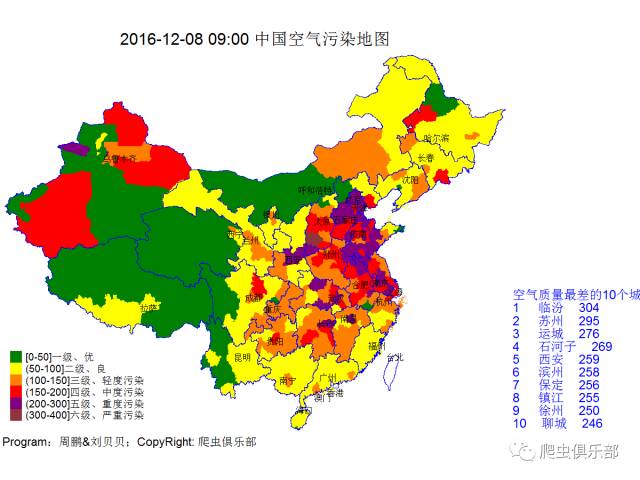 2016-12-08 09:00 中国空气污染地图
哈尔滨
长春
沈阳
乌鲁木齐
呼和浩特
北京
银川
太原
石家庄
济南
西宁
兰州
西安
郑州
合肥
南京
成都
武汉
杭州
重庆
拉萨
长沙
南昌
贵阳
福州
昆明
台北
南宁
广州
香港
澳门
海口
空气质量最差的10个城
1 临汾 304
2 苏州 295
3 运城 276
4 石河子 269
5 西安 259
6 滨州 258
7 保定 256
8 镇江 255
9 徐州 250
10 聊城 246
[0-50]一级、优
(50-100]二级、良
(100-150]三级、轻度污染
(150-200]四级、中度污染
(200-300]五级、重度污染
(300-400]六级、严重污染
Program：周鹏&刘贝贝；CopyRight: 爬虫俱乐部
爬虫俱乐部